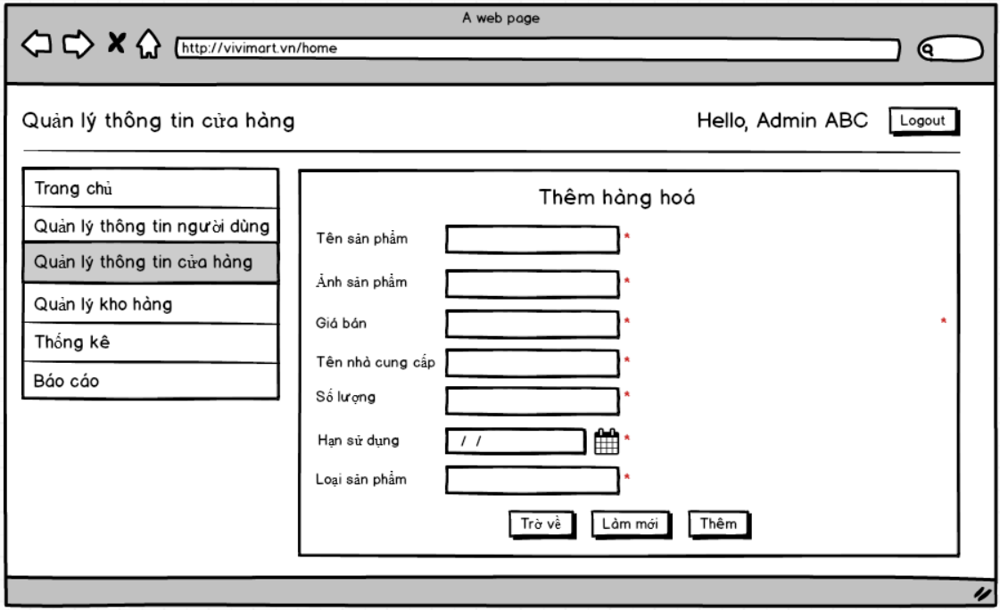 A web page
http://vivimart.vn/home
Quản lý thông tin cửa hàng
Hello, Admin ABC
Logout
Trang chủ
Quản lý thông tin người dùng
Quản lý thông tin cửa hàng
Quản lý kho hàng
Thống kê
Báo cáo
Thêm hàng hoá
Tên sản phẩm *
Ảnh sản phẩm *
Giá bán * *
Tên nhà cung cấp *
Số lượng *
Hạn sử dụng / / *
Loại sản phẩm *
Trở về
Làm mới
Thêm